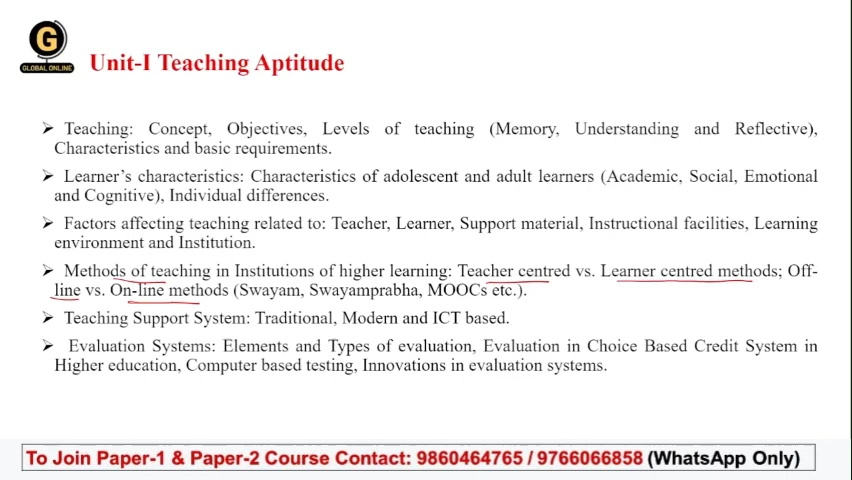 G
GLOBAL ONLINE
Unit-I Teaching Aptitude
➢ Teaching: Concept, Objectives, Levels of teaching (Memory, Understanding and Reflective),
Characteristics and basic requirements.
➢ Learner's characteristics: Characteristics of adolescent and adult learners (Academic, Social, Emotional
and Cognitive), Individual differences.
➢ Factors affecting teaching related to: Teacher, Learner, Support material, Instructional facilities, Learning
environment and Institution.
➢ Methods of teaching in Institutions of higher learning: Teacher centred vs. Learner centred methods; Off-
line vs. On-line methods (Swayam, Swayamprabha, MOOCs etc.).
➢ Teaching Support System: Traditional, Modern and ICT based.
➢ Evaluation Systems: Elements and Types of evaluation, Evaluation in Choice Based Credit System in
Higher education, Computer based testing, Innovations in evaluation systems.
To Join Paper-1 & Paper-2 Course Contact: 9860464765 / 9766066858 (WhatsApp Only)